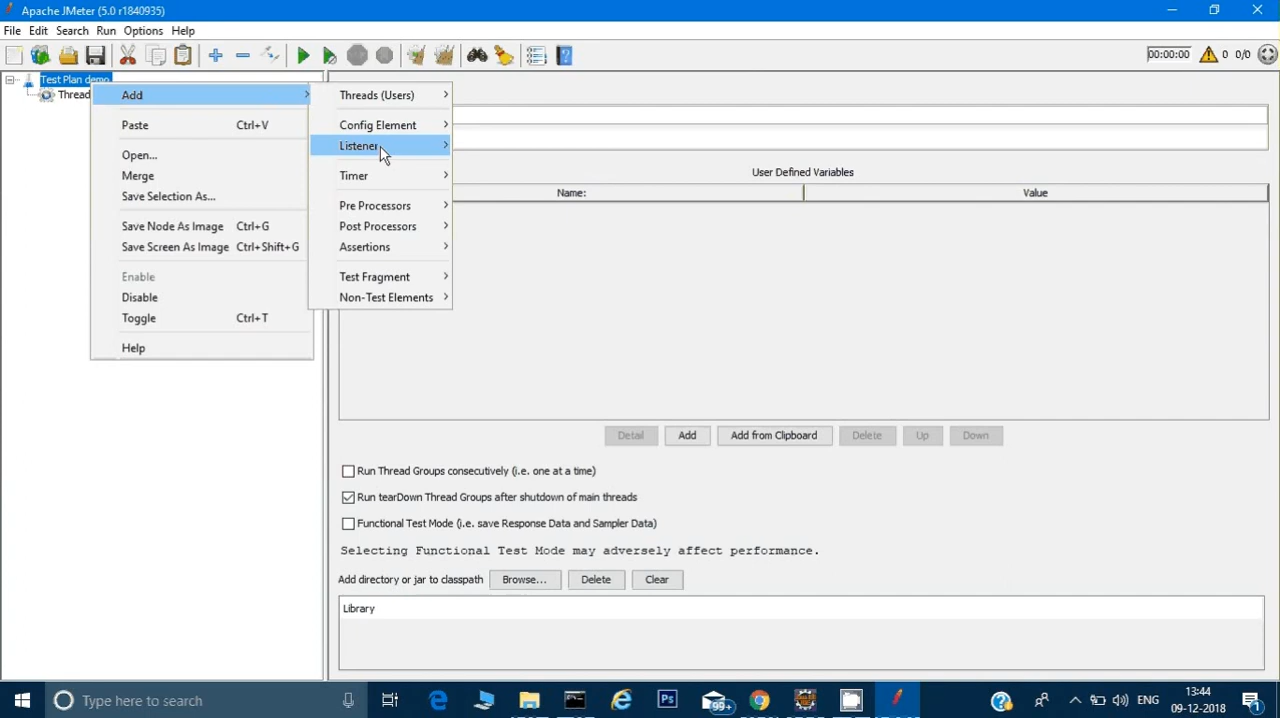 Apache JMeter (5.0 r1840935)
File Edit Search Run Options Help
00:00:00 0 0/0
Test Plan demo
Thread
Add
Paste Ctrl+V
Open...
Merge
Save Selection As...
Save Node As Image Ctrl+G
Save Screen As Image Ctrl+Shift+G
Enable
Disable
Toggle Ctrl+T
Help
Threads (Users)
Config Element
Listener
Timer
Pre Processors
Post Processors
Assertions
Test Fragment
Non-Test Elements
User Defined Variables
Name: Value
Detail Add Add from Clipboard Delete Up Down
Run Thread Groups consecutively (i.e. one at a time)
Run tearDown Thread Groups after shutdown of main threads
Functional Test Mode (i.e. save Response Data and Sampler Data)
Selecting Functional Test Mode may adversely affect performance.
Add directory or jar to classpath Browse... Delete Clear
Library
Type here to search
Ps
99+
ENG
13:44
09-12-2018
1